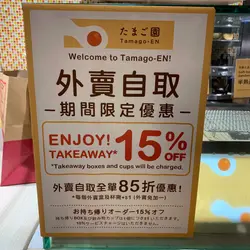 たまご園
Tamago-EN
Welcome to Tamago-EN!
外賣自取
期間限定優惠
ENJOY!
TAKEAWAY*
15%
OFF
*Takeaway boxes and cups will be charged.
外賣自取全單85折優惠!
お持ち帰りオーダー15%オフ